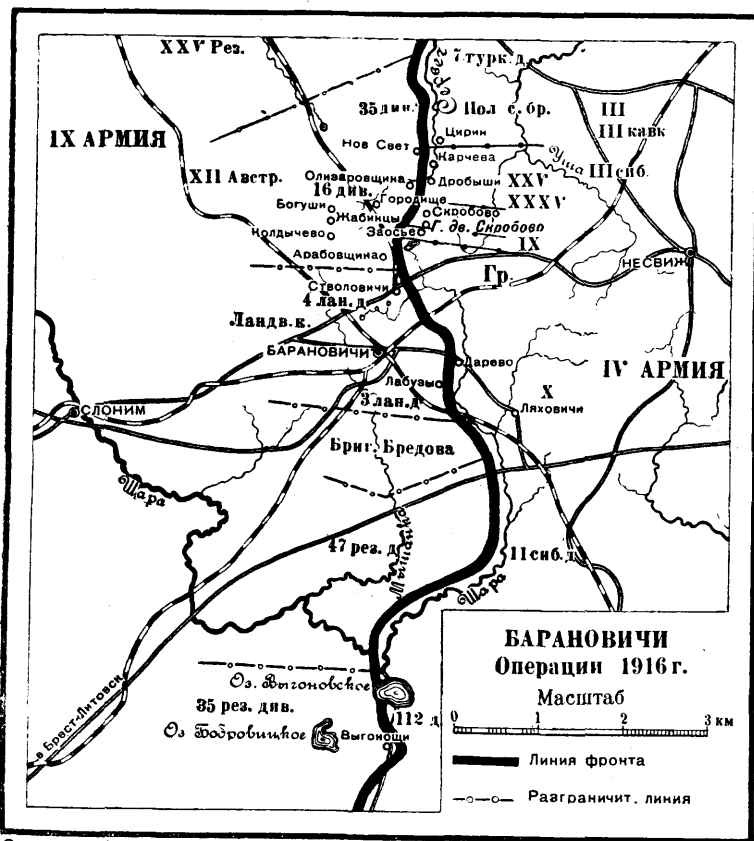 XXV Рез.
7 турк. д.
Сервеч
35 див.
Пол с. бр.
III
III кавк
IX АРМИЯ
Цирин
Нов Свет
Карчева
Уша
III сиб.
XII Австр.
Олизаровщина
Дробыши
XXV
16 див.
Городище
XXXV
Богуши
Скробово
Жабинцы
Г. дв. Скробово
Колдычево
Заосье
IX
Арабовщина
НЕСВИЖ
Гр.
Стволовичи
4 лан. д
Ландв. к.
БАРАНОВИЧИ
Дарево
IV АРМИЯ
Лабузы
X
3 лан. д
Ляховичи
СЛОНИМ
Бриг. Бредова
Щара
47 рез. д
11 сиб. д.
Мышанка
Щара
Оз. Выгоновское
35 рез. див.
112 д
Оз Бобровицкое
Выгонощи
в Брест-Литовск
БАРАНОВИЧИ
Операции 1916 г.
Масштаб
0 1 2 3 км
Линия фронта
Разграничит. линия